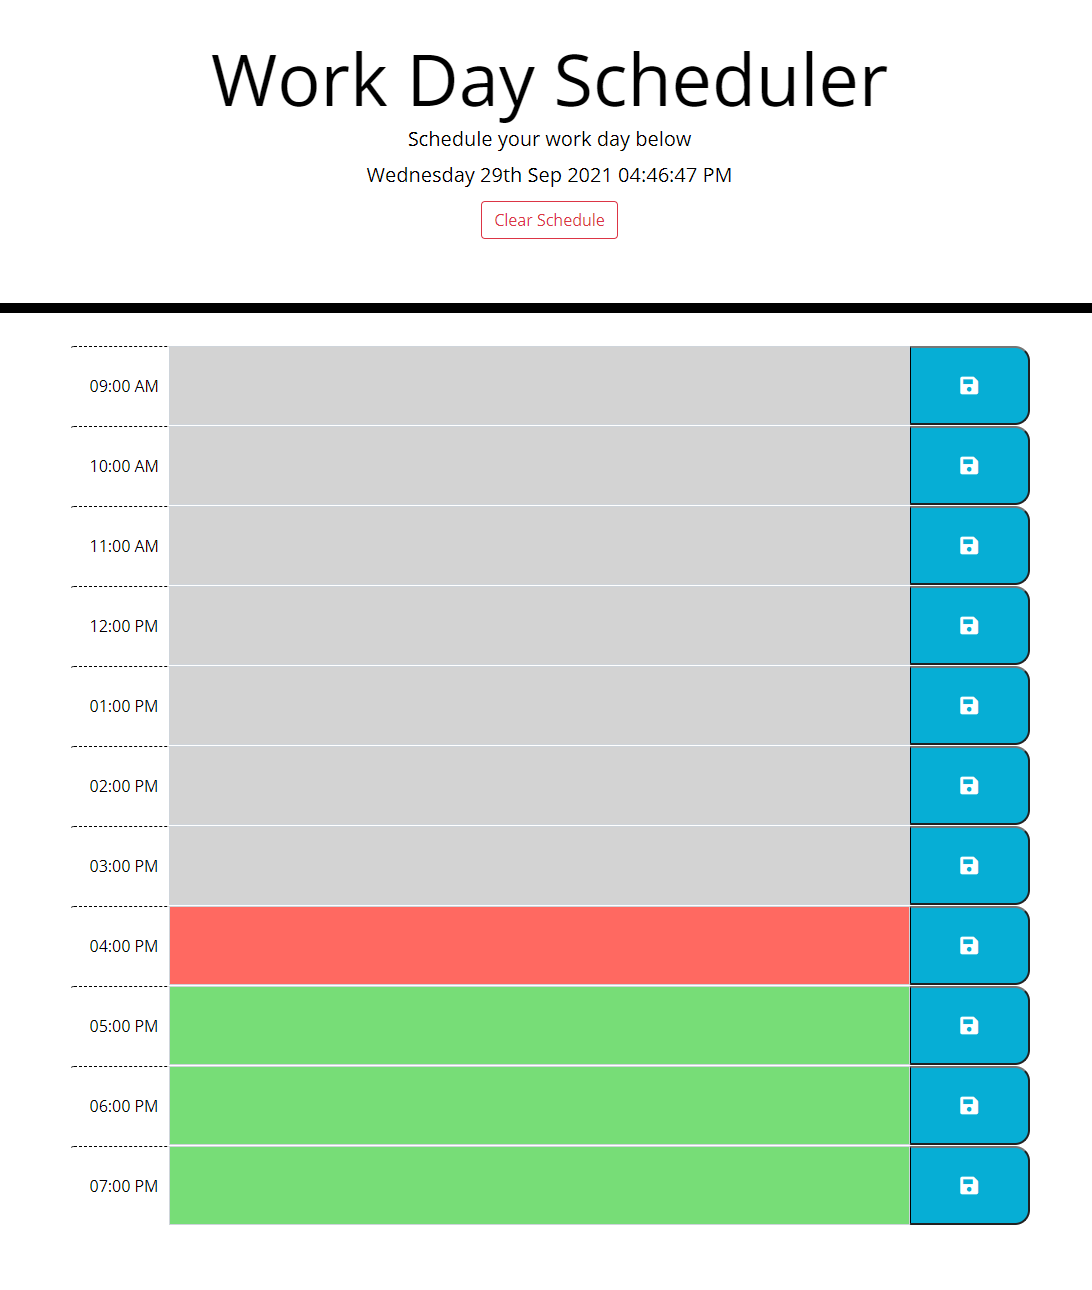 Work Day Scheduler
Schedule your work day below
Wednesday 29th Sep 2021 04:46:47 PM
Clear Schedule
09:00 AM
10:00 AM
11:00 AM
12:00 PM
01:00 PM
02:00 PM
03:00 PM
04:00 PM
05:00 PM
06:00 PM
07:00 PM